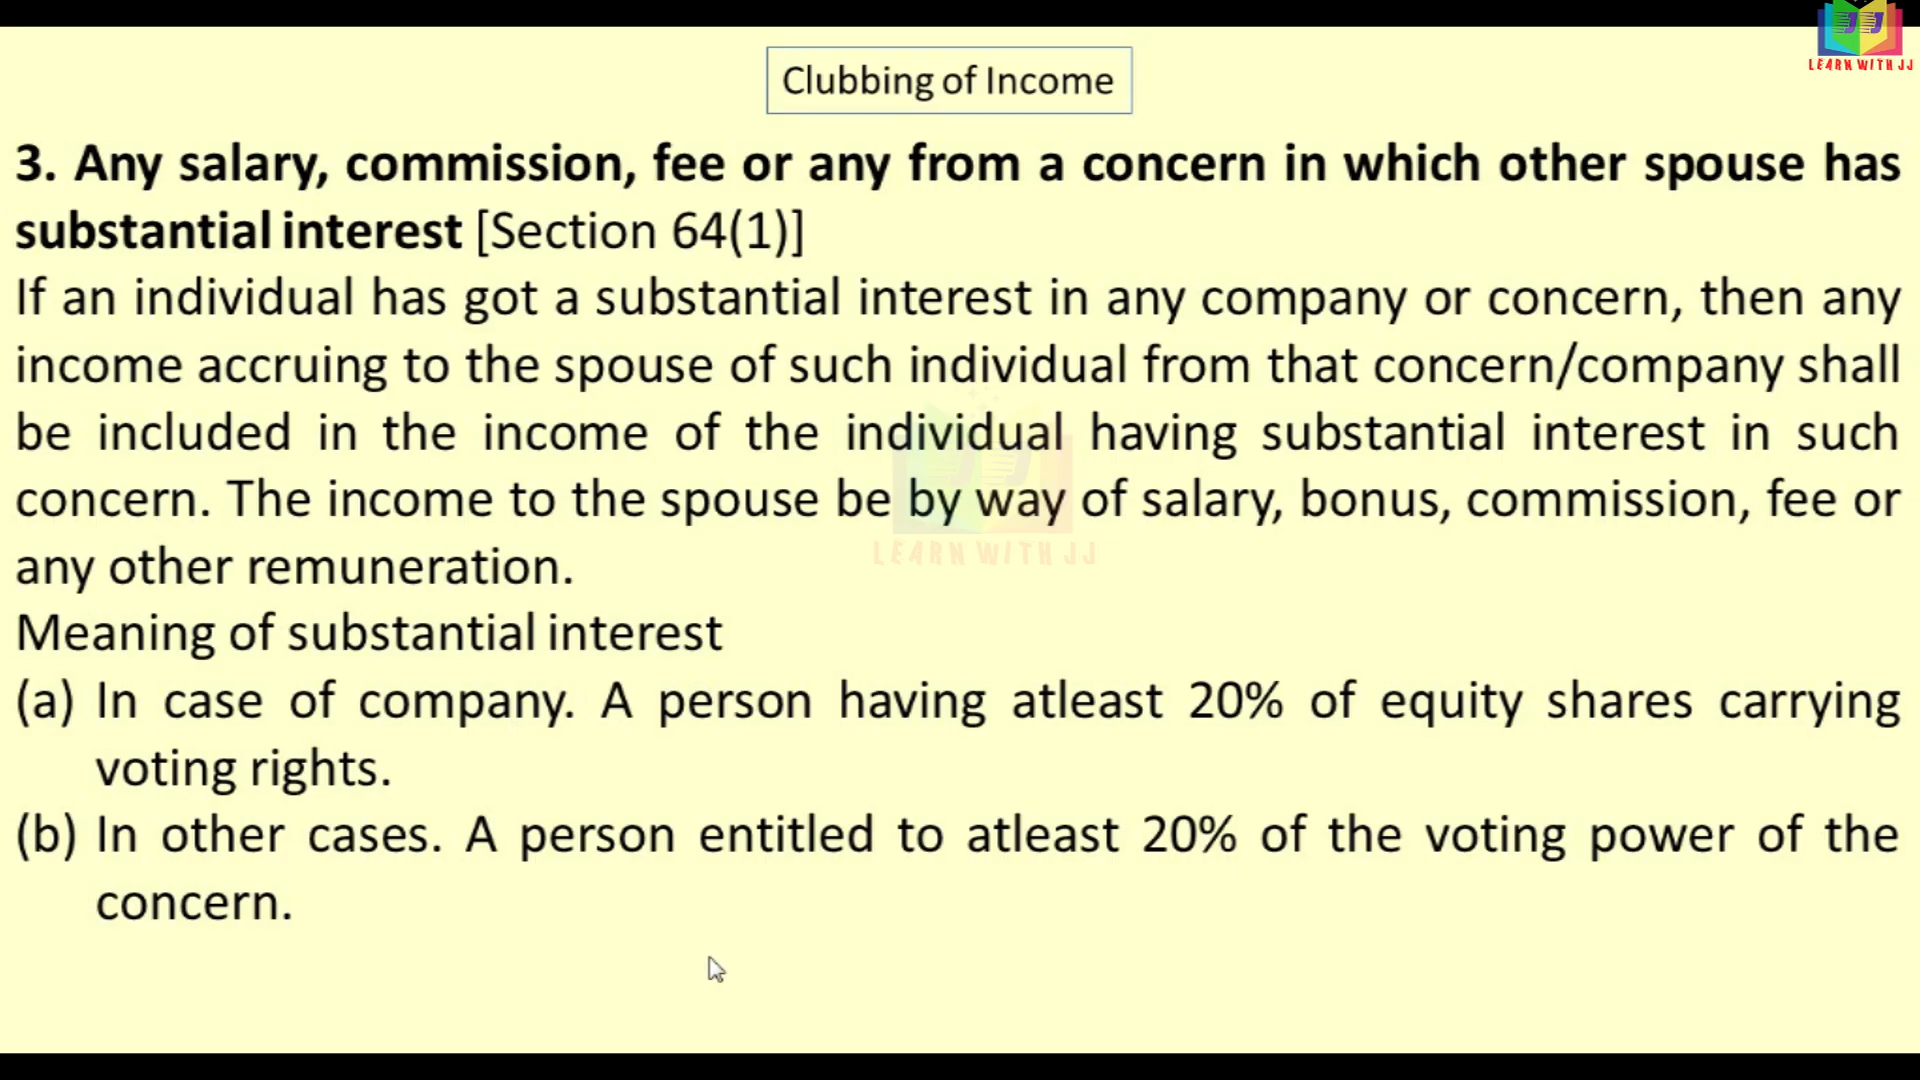 LEARN WITH JJ
Clubbing of Income
3. Any salary, commission, fee or any from a concern in which other spouse has
substantial interest [Section 64(1)]
If an individual has got a substantial interest in any company or concern, then any
income accruing to the spouse of such individual from that concern/company shall
be included in the income of the individual having substantial interest in such
concern. The income to the spouse be by way of salary, bonus, commission, fee or
LEARN WITH JJ
any other remuneration.
Meaning of substantial interest
(a) In case of company. A person having atleast 20% of equity shares carrying
voting rights.
(b) In other cases. A person entitled to atleast 20% of the voting power of the
concern.